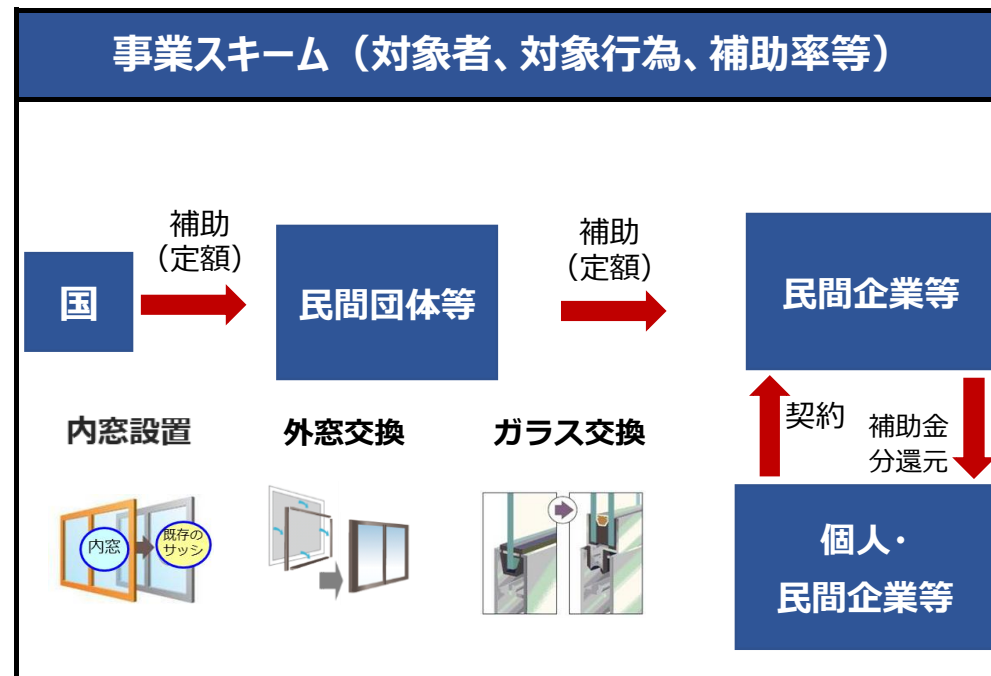 事業スキーム（対象者、対象行為、補助率等）
国
補助
（定額）
民間団体等
補助
（定額）
民間企業等
契約
補助金
分還元
個人・
民間企業等
内窓設置
外窓交換
ガラス交換
内窓
既存の
サッシ